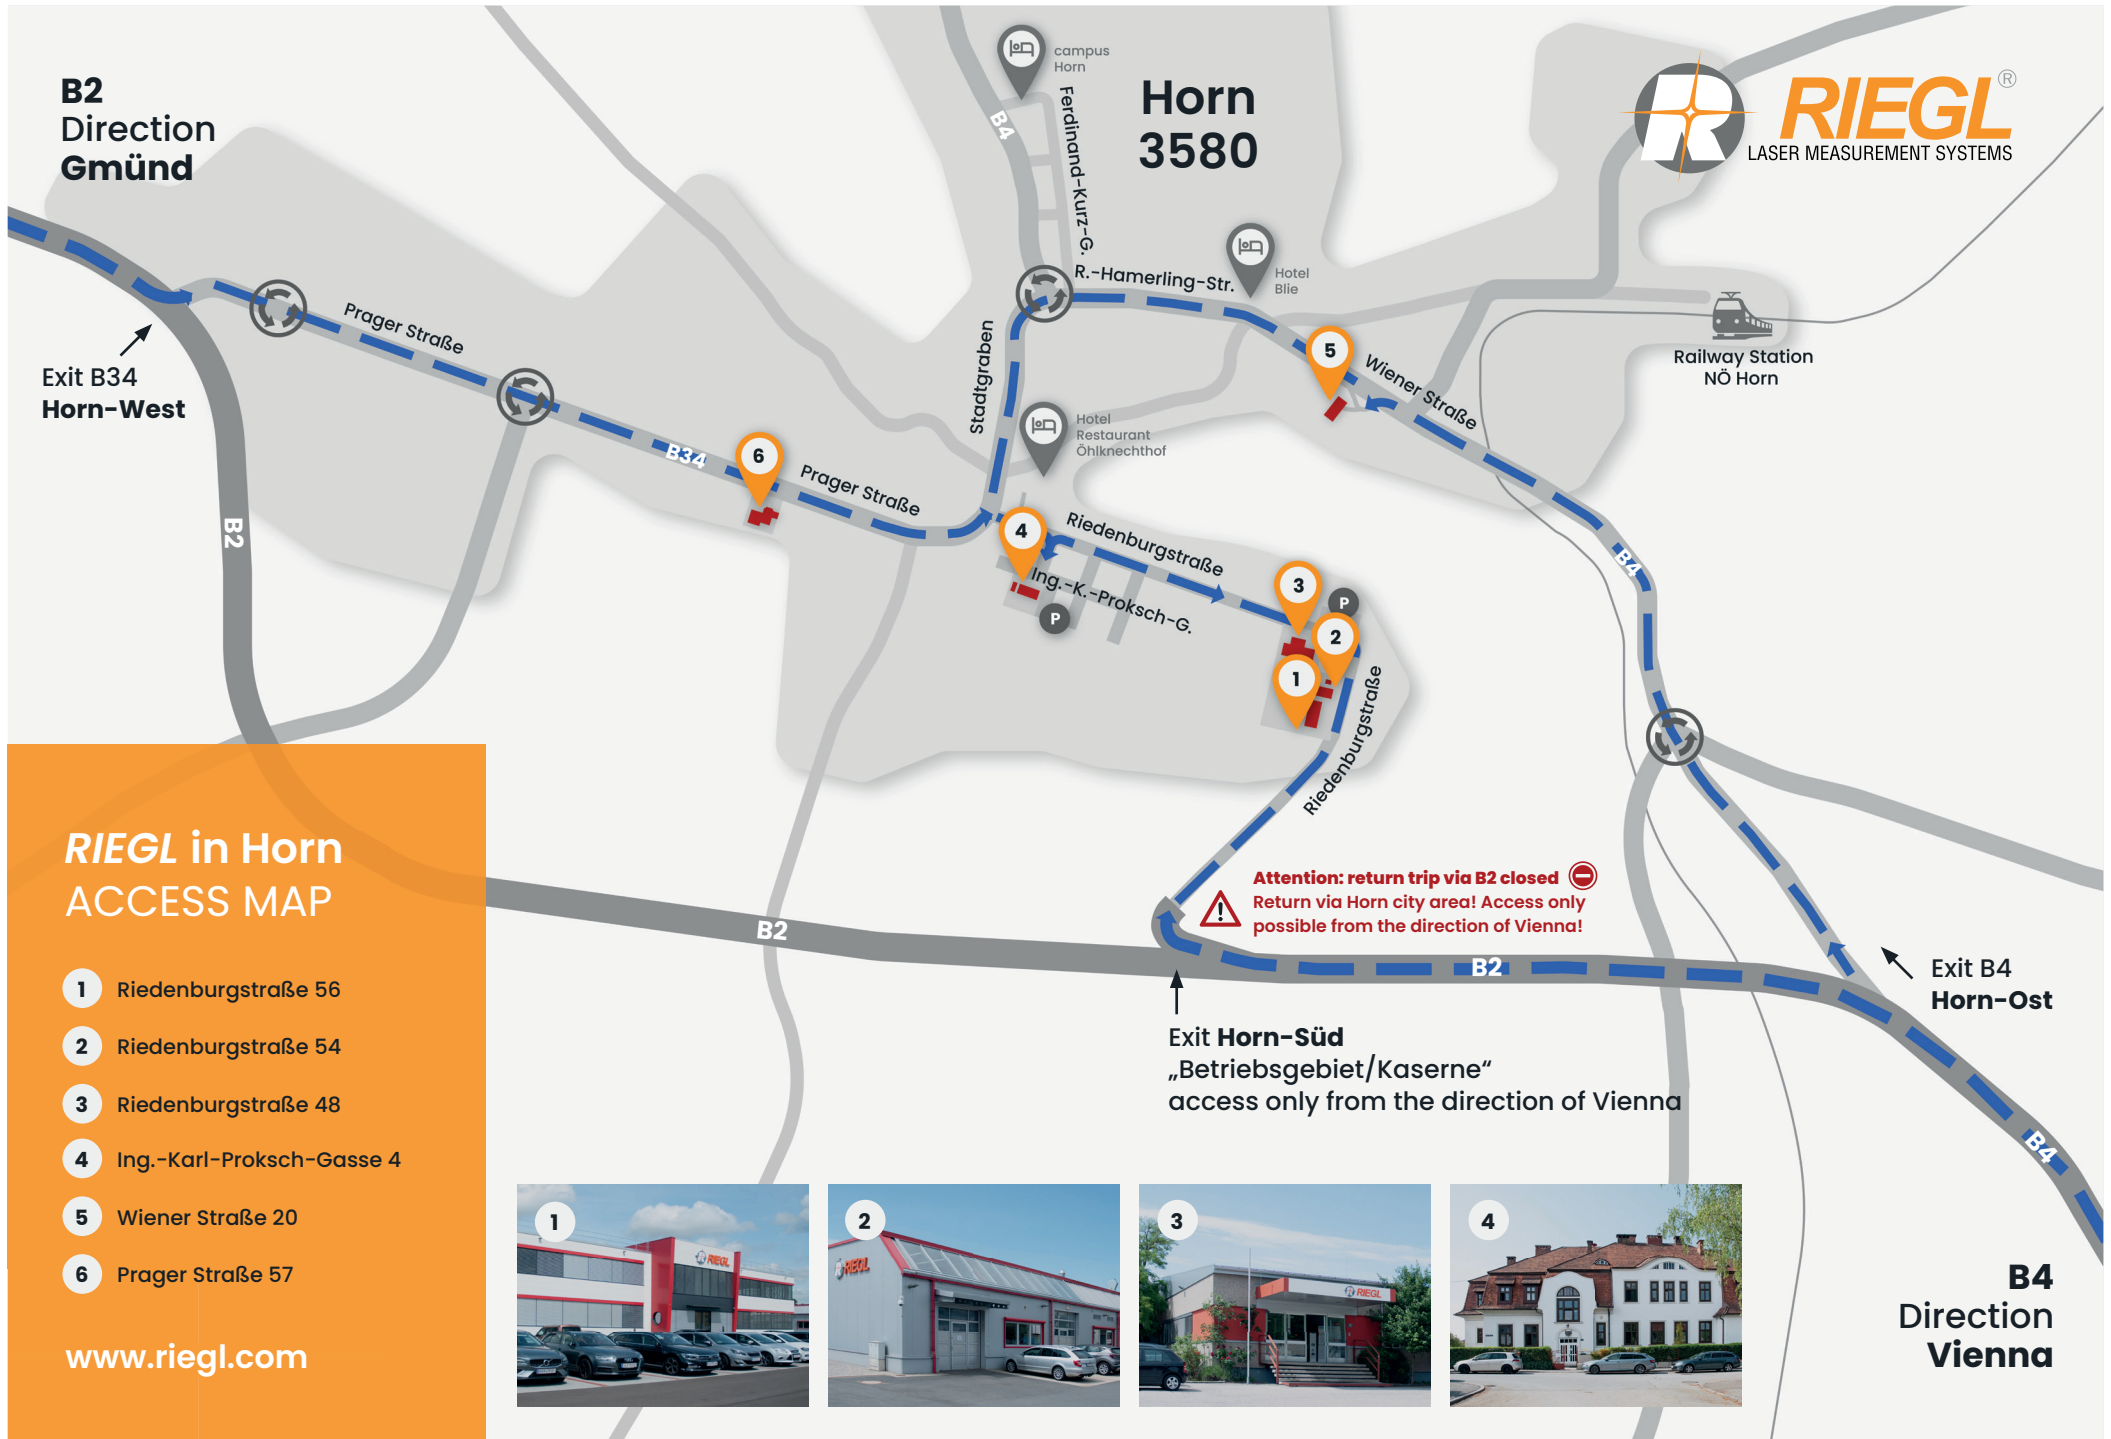 B2
Direction
Gmünd
campus
Horn
Horn
3580
RIEGL®
LASER MEASUREMENT SYSTEMS
B4
Ferdinand-Kurz-G.
R.-Hamerling-Str.
Hotel
Blie
Prager Straße
Exit B34
Horn-West
Stadtgraben
5
Wiener Straße
Railway Station
NÖ Horn
Hotel
Restaurant
Öhlknechthof
B34
6
Prager Straße
B2
4
Riedenburgstraße
Ing.-K.-Proksch-G.
P
3
P
2
1
Riedenburgstraße
Riedenburgstraße
B4
RIEGL in Horn
ACCESS MAP
1 Riedenburgstraße 56
2 Riedenburgstraße 54
3 Riedenburgstraße 48
4 Ing.-Karl-Proksch-Gasse 4
5 Wiener Straße 20
6 Prager Straße 57
www.riegl.com
B2
Attention: return trip via B2 closed
Return via Horn city area! Access only
possible from the direction of Vienna!
!
B2
Exit B4
Horn-Ost
Exit Horn-Süd
„Betriebsgebiet/Kaserne“
access only from the direction of Vienna
B4
1
RIEGL
2
RIEGL
3
RIEGL
4
B4
Direction
Vienna